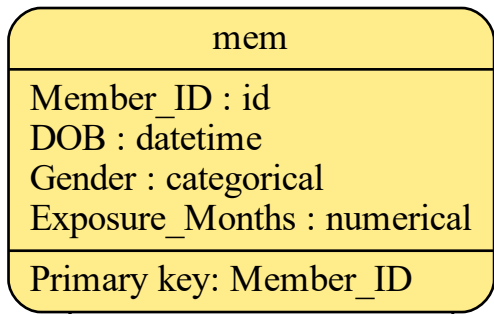 mem
Member_ID : id
DOB : datetime
Gender : categorical
Exposure_Months : numerical
Primary key: Member_ID